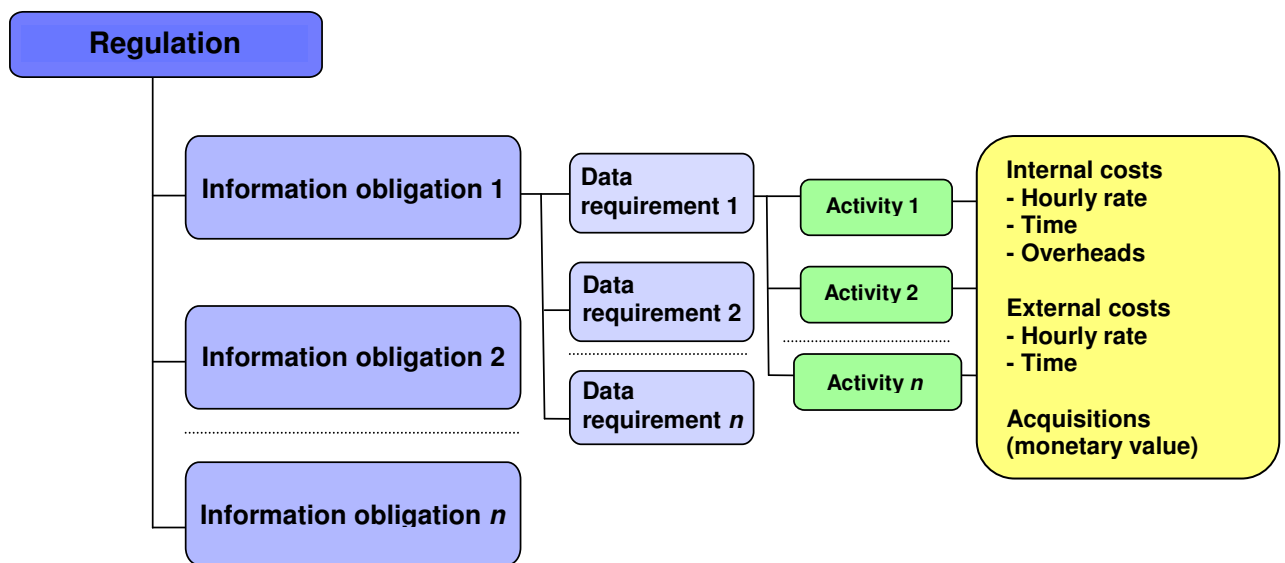 Regulation
Information obligation 1
Information obligation 2
Information obligation n
Data
requirement 1
Data
requirement 2
Data
requirement n
Activity 1
Activity 2
Activity n
Internal costs
- Hourly rate
- Time
- Overheads
External costs
- Hourly rate
- Time
Acquisitions
(monetary value)